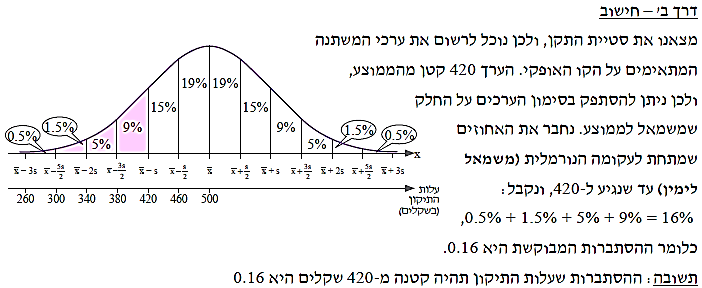 דרך ב' – חישוב
מצאנו את סטיית התקן, ולכן נוכל לרשום את ערכי המשתנה
המתאימים על הקו האופקי. הערך 420 קטן מהממוצע,
ולכן ניתן להסתפק בסימון הערכים על החלק
שמשמאל לממוצע. נחבר את האחוזים
שמתחת לעקומה הנורמלית (משמאל
לימין) עד שנגיע ל-420, ונקבל:
0.5% + 1.5% + 5% + 9% = 16%,
כלומר ההסתברות המבוקשת היא 0.16.
תשובה: ההסתברות שעלות התיקון תהיה קטנה מ-420 שקלים היא 0.16
19% 19%
15% 15%
9% 9%
0.5% 1.5% 5% 5% 1.5% 0.5%
x
x̄−3s x̄−5s/2 x̄−2s x̄−3s/2 x̄−s x̄−s/2 x̄ x̄+s/2 x̄+s x̄+3s/2 x̄+2s x̄+5s/2 x̄+3s
260 300 340 380 420 460 500
עלות
התיקון
(בשקלים)